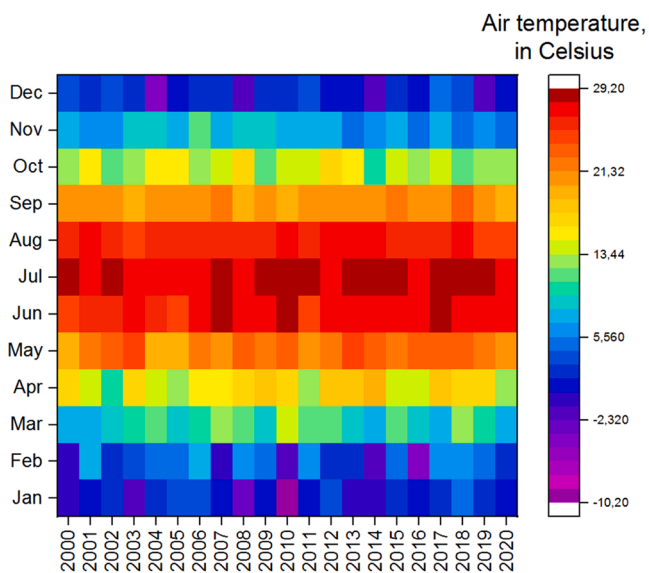 Air temperature,
in Celsius
Dec
Nov
Oct
Sep
Aug
Jul
Jun
May
Apr
Mar
Feb
Jan
29,20
21,32
13,44
5,560
-2,320
-10,20
2000
2001
2002
2003
2004
2005
2006
2007
2008
2009
2010
2011
2012
2013
2014
2015
2016
2017
2018
2019
2020